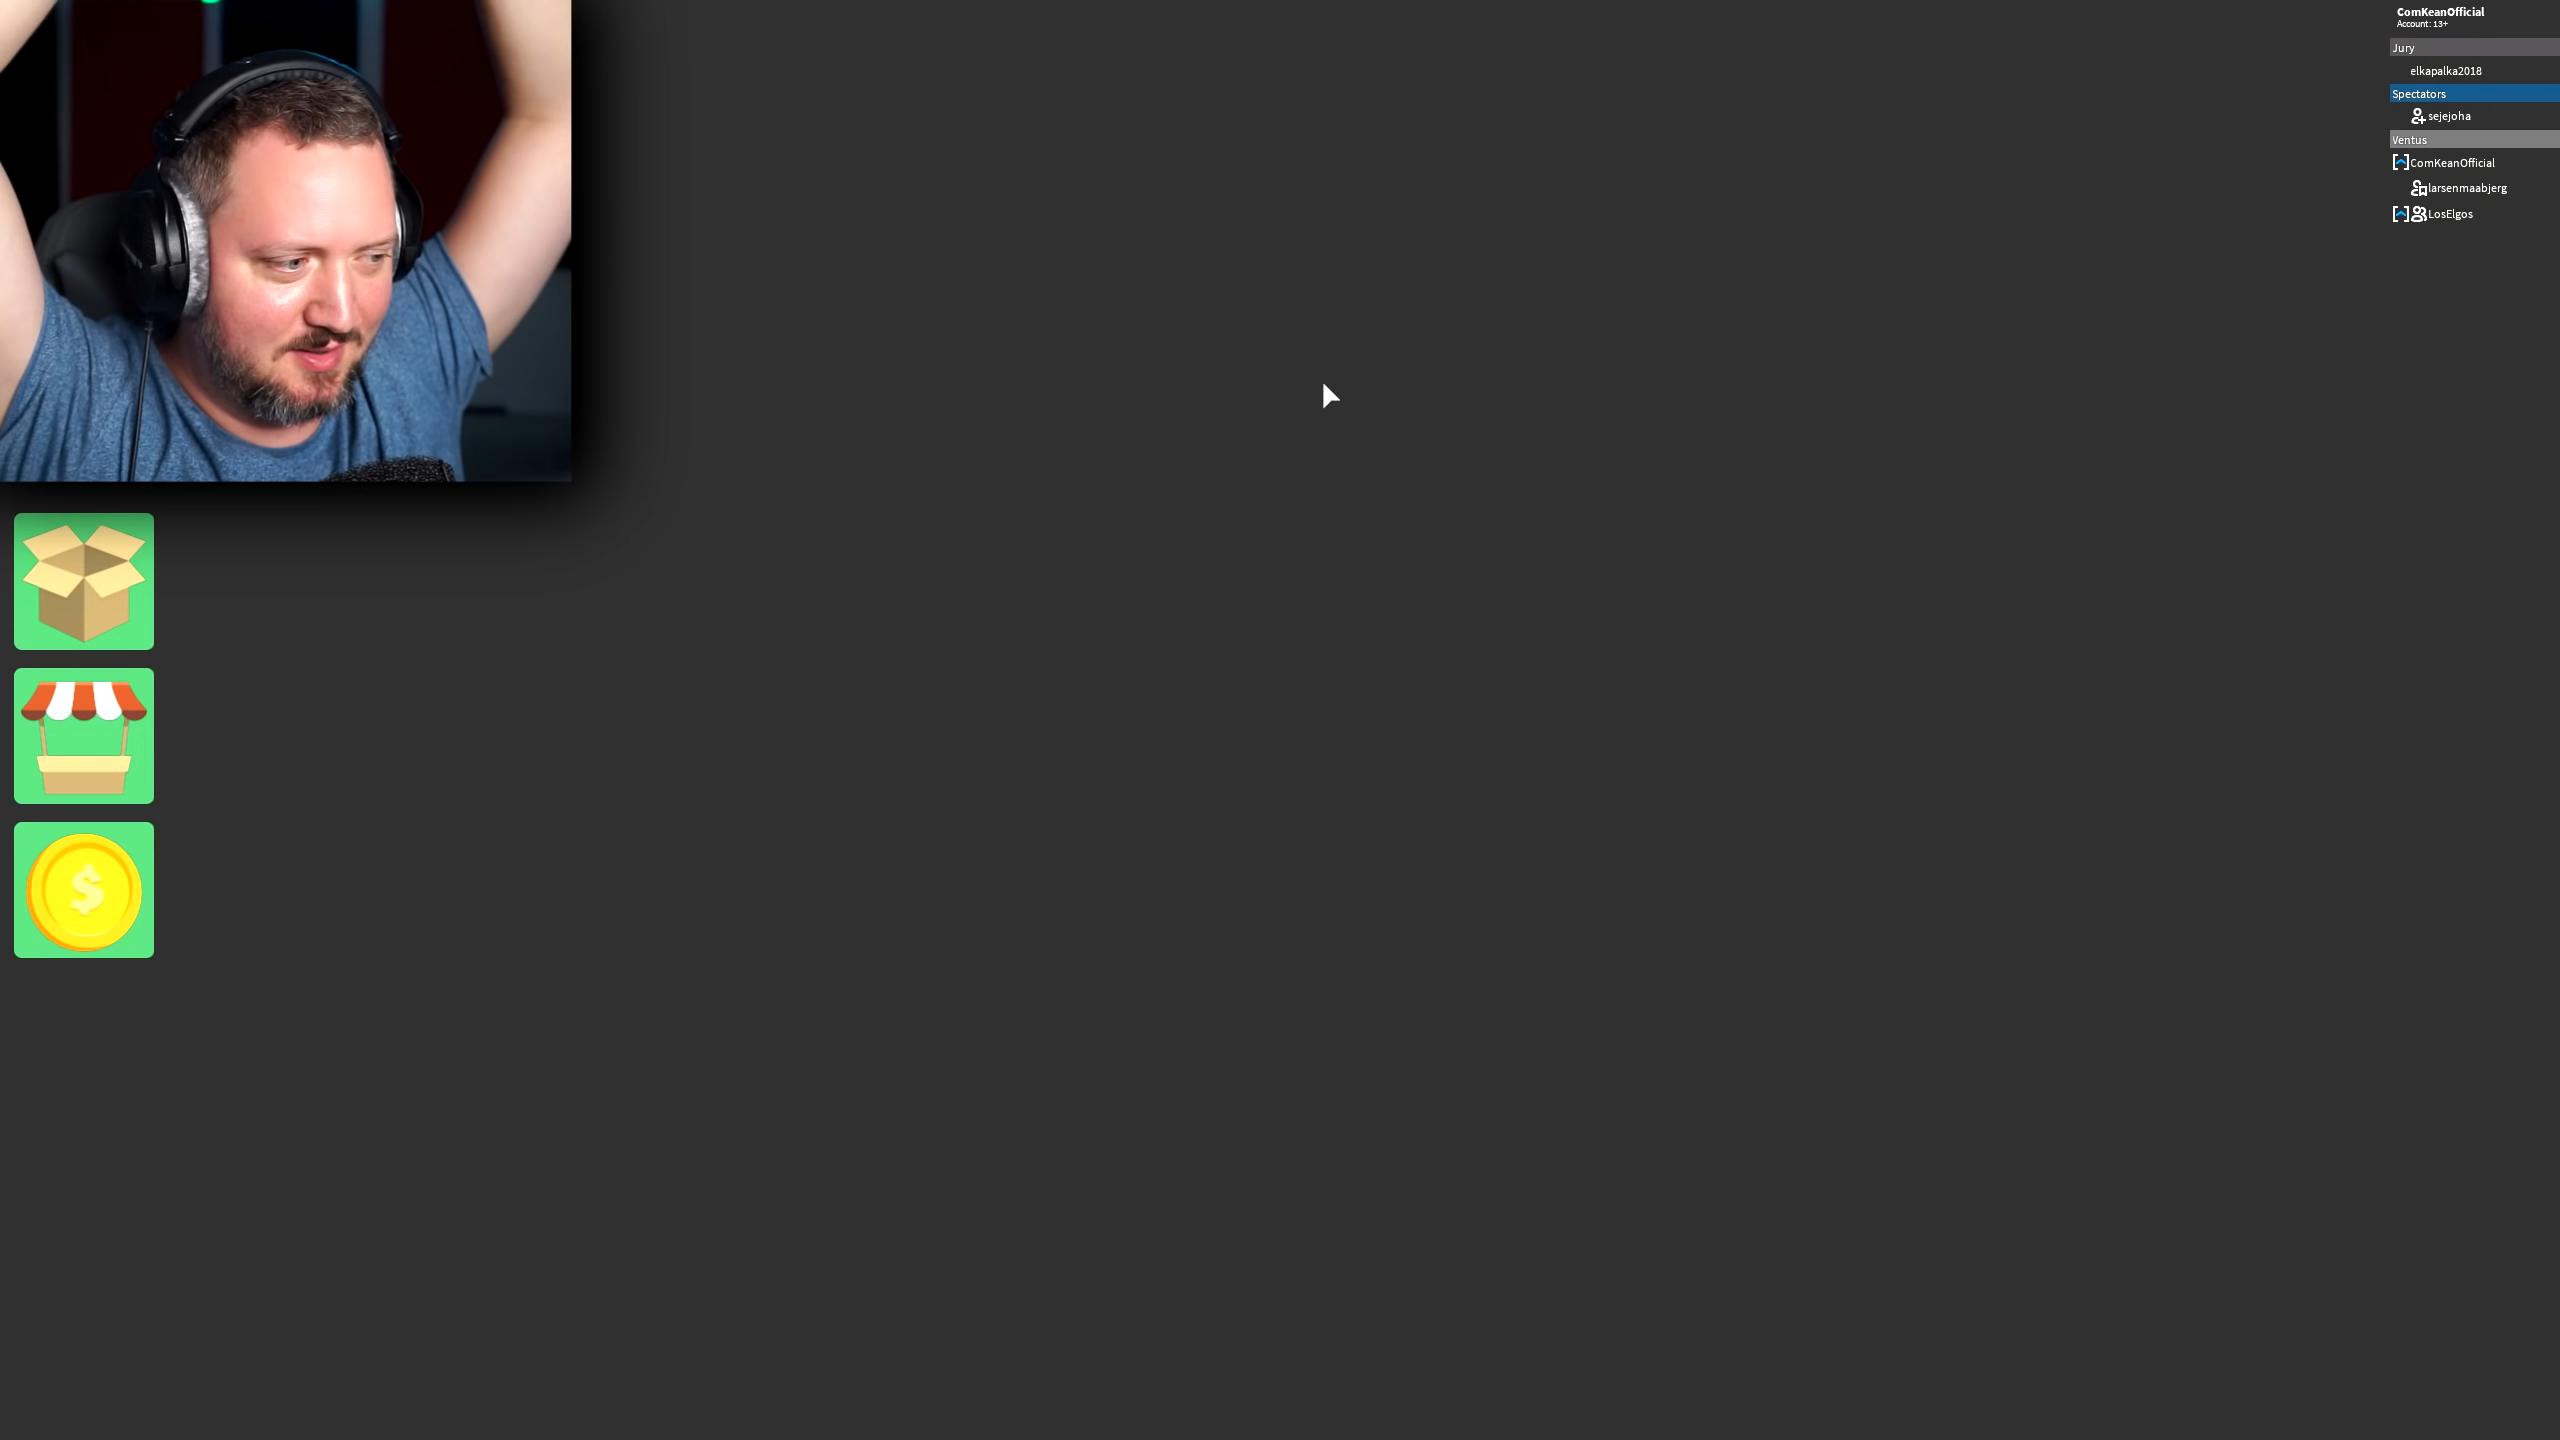 ComKeanOfficial
Account: 13+
Jury
elkapalka2018
Spectators
sejejoha
Ventus
ComKeanOfficial
larsenmaabjerg
LosElgos
$